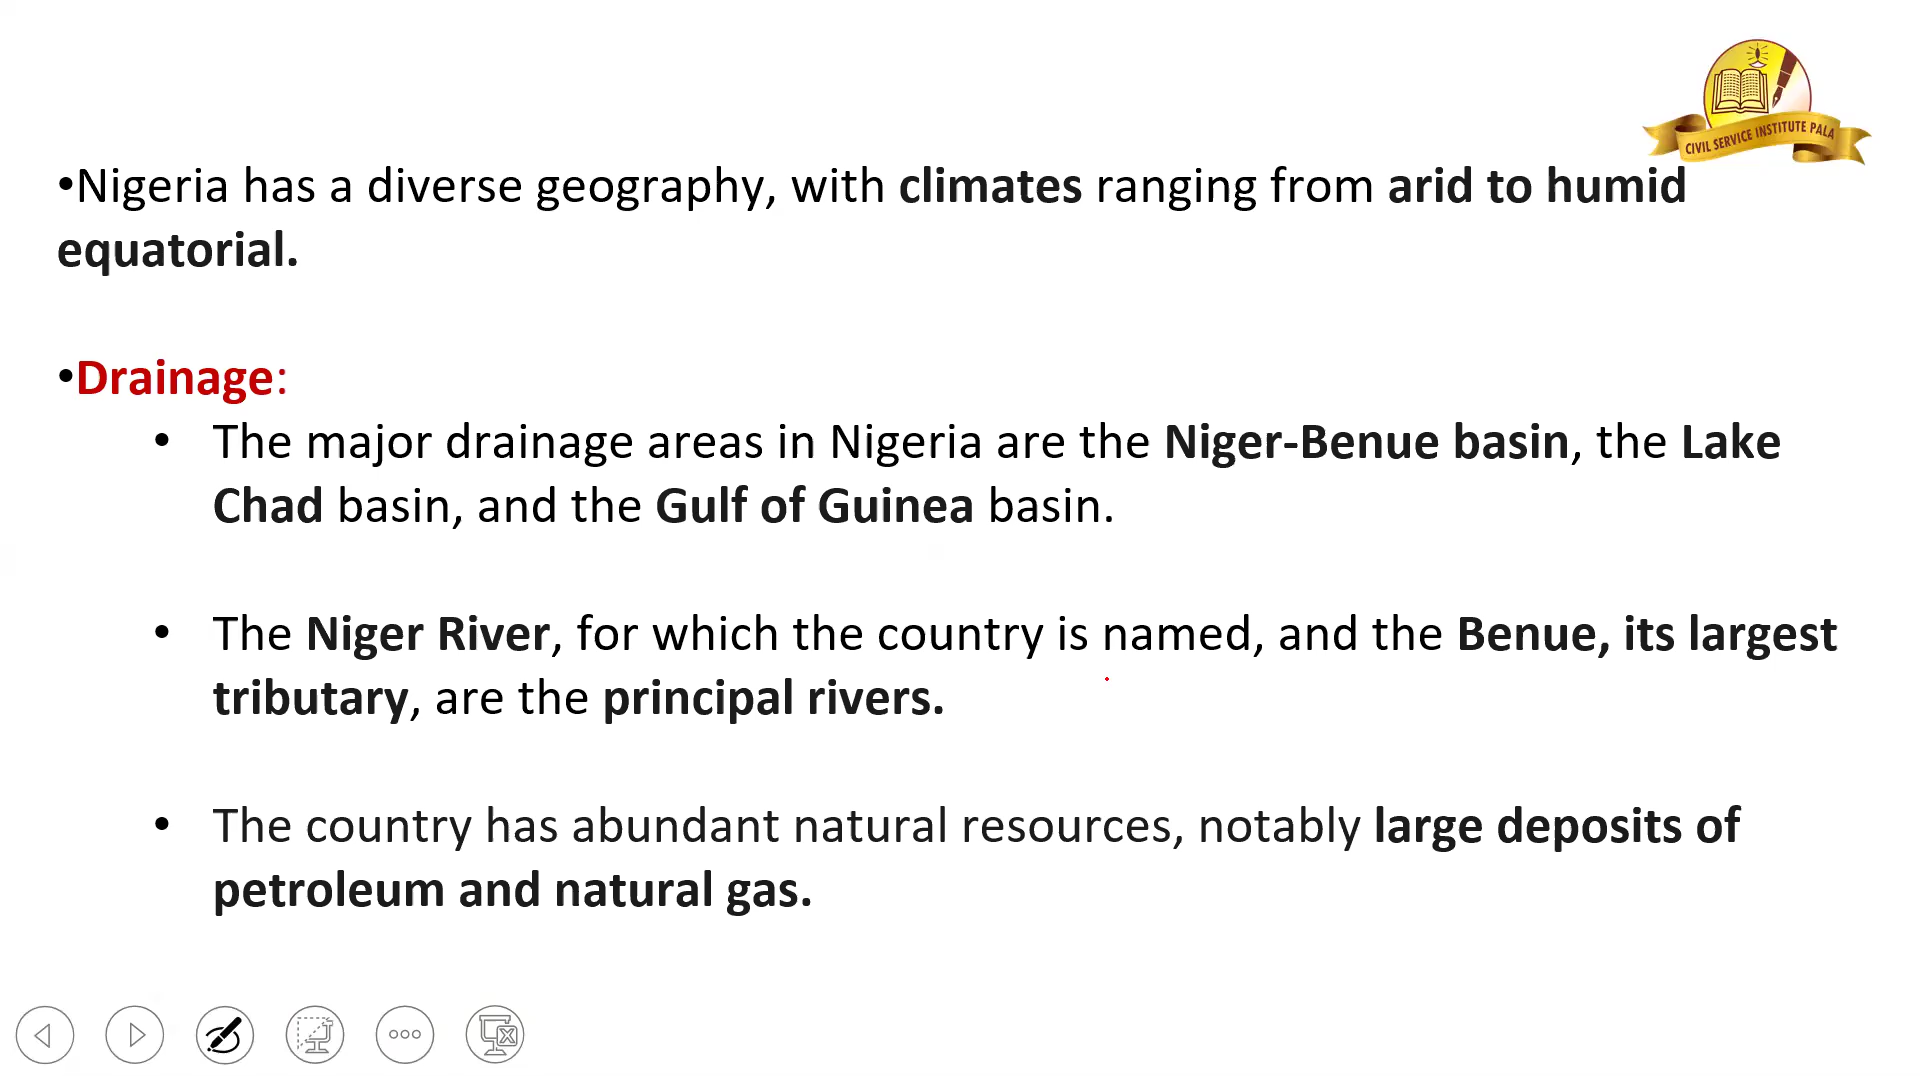 CIVIL SERVICE INSTITUTE PALA
•Nigeria has a diverse geography, with climates ranging from arid to humid
equatorial.
•Drainage:
• The major drainage areas in Nigeria are the Niger-Benue basin, the Lake
Chad basin, and the Gulf of Guinea basin.
• The Niger River, for which the country is named, and the Benue, its largest
tributary, are the principal rivers.
• The country has abundant natural resources, notably large deposits of
petroleum and natural gas.